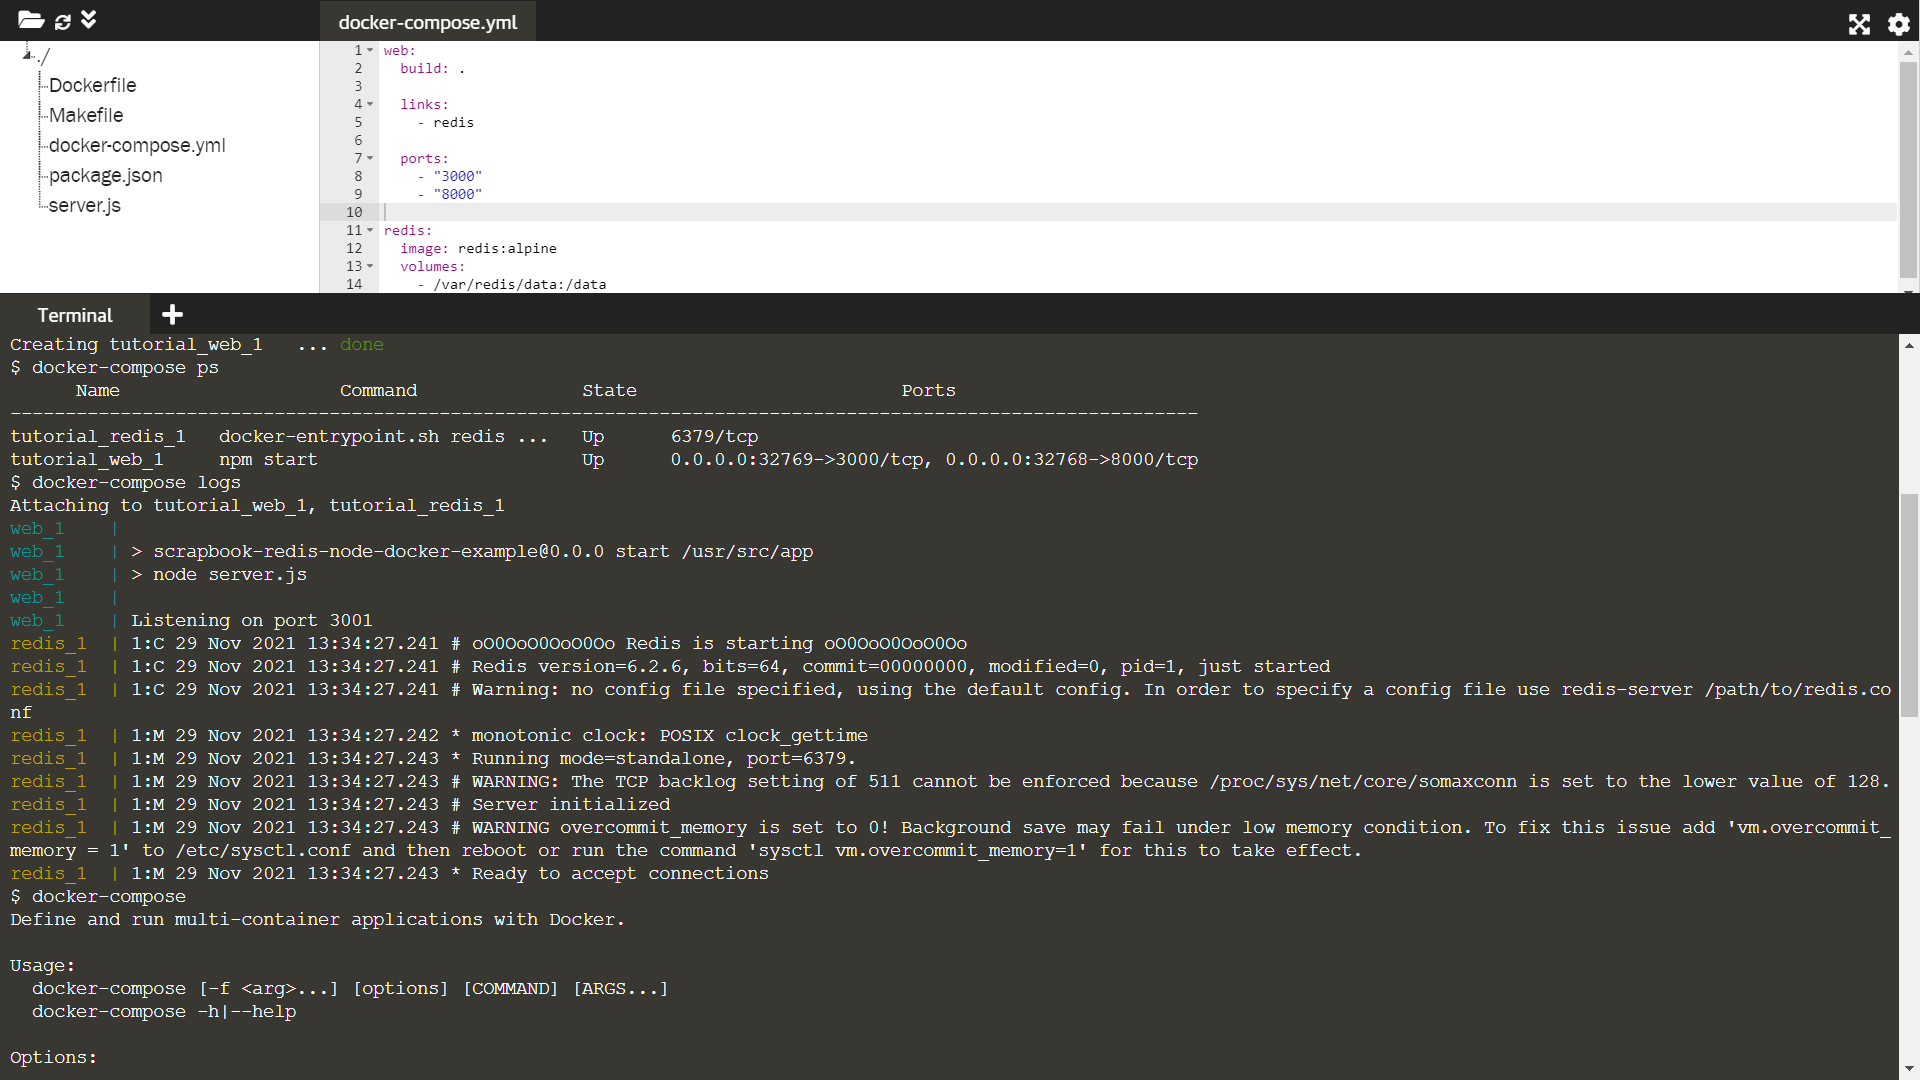 docker-compose.yml
./
Dockerfile
Makefile
docker-compose.yml
package.json
server.js
1 web:
2   build: .
3
4   links:
5     - redis
6
7   ports:
8     - "3000"
9     - "8000"
10
11 redis:
12   image: redis:alpine
13   volumes:
14     - /var/redis/data:/data
Terminal
Creating tutorial_web_1   ... done
$ docker-compose ps
      Name                    Command               State                        Ports
------------------------------------------------------------------------------------------------------------
tutorial_redis_1   docker-entrypoint.sh redis ...   Up      6379/tcp
tutorial_web_1     npm start                        Up      0.0.0.0:32769->3000/tcp, 0.0.0.0:32768->8000/tcp
$ docker-compose logs
Attaching to tutorial_web_1, tutorial_redis_1
web_1    |
web_1    | > scrapbook-redis-node-docker-example@0.0.0 start /usr/src/app
web_1    | > node server.js
web_1    |
web_1    | Listening on port 3001
redis_1  | 1:C 29 Nov 2021 13:34:27.241 # oO0OoO0OoO0Oo Redis is starting oO0OoO0OoO0Oo
redis_1  | 1:C 29 Nov 2021 13:34:27.241 # Redis version=6.2.6, bits=64, commit=00000000, modified=0, pid=1, just started
redis_1  | 1:C 29 Nov 2021 13:34:27.241 # Warning: no config file specified, using the default config. In order to specify a config file use redis-server /path/to/redis.co
nf
redis_1  | 1:M 29 Nov 2021 13:34:27.242 * monotonic clock: POSIX clock_gettime
redis_1  | 1:M 29 Nov 2021 13:34:27.243 * Running mode=standalone, port=6379.
redis_1  | 1:M 29 Nov 2021 13:34:27.243 # WARNING: The TCP backlog setting of 511 cannot be enforced because /proc/sys/net/core/somaxconn is set to the lower value of 128.
redis_1  | 1:M 29 Nov 2021 13:34:27.243 # Server initialized
redis_1  | 1:M 29 Nov 2021 13:34:27.243 # WARNING overcommit_memory is set to 0! Background save may fail under low memory condition. To fix this issue add 'vm.overcommit_
memory = 1' to /etc/sysctl.conf and then reboot or run the command 'sysctl vm.overcommit_memory=1' for this to take effect.
redis_1  | 1:M 29 Nov 2021 13:34:27.243 * Ready to accept connections
$ docker-compose
Define and run multi-container applications with Docker.

Usage:
  docker-compose [-f <arg>...] [options] [COMMAND] [ARGS...]
  docker-compose -h|--help

Options: